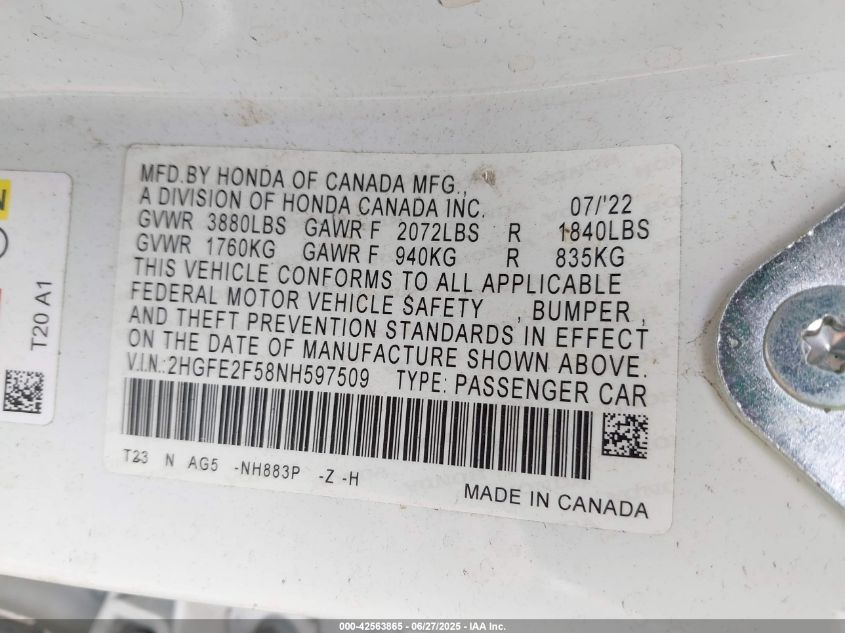 MFD.BY HONDA OF CANADA MFG.,
A DIVISION OF HONDA CANADA INC. 07/'22
GVWR 3880LBS GAWR F 2072LBS R 1840LBS
GVWR 1760KG GAWR F 940KG R 835KG
THIS VEHICLE CONFORMS TO ALL APPLICABLE
FEDERAL MOTOR VEHICLE SAFETY , BUMPER ,
AND THEFT PREVENTION STANDARDS IN EFFECT
ON THE DATE OF MANUFACTURE SHOWN ABOVE.
V.I.N.:2HGFE2F58NH597509 TYPE: PASSENGER CAR
T23 N AG5 -NH883P -Z -H
MADE IN CANADA
N
T20 A1
000-42563865 - 06/27/2025 - IAA Inc.